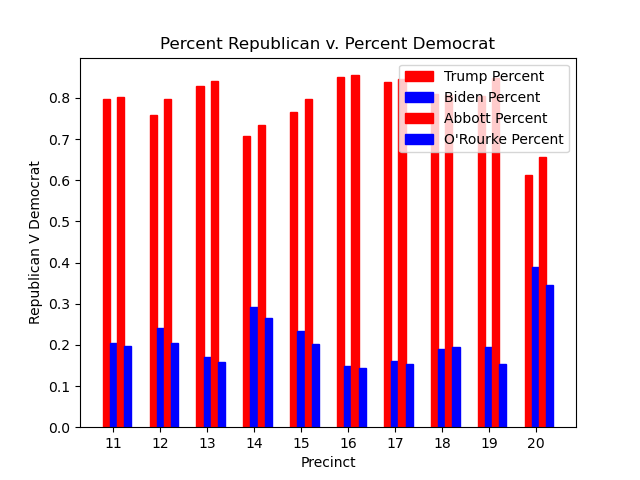 Percent Republican v. Percent Democrat
Trump Percent
Biden Percent
Abbott Percent
O'Rourke Percent
Republican V Democrat
0.8
0.7
0.6
0.5
0.4
0.3
0.2
0.1
0.0
11 12 13 14 15 16 17 18 19 20
Precinct